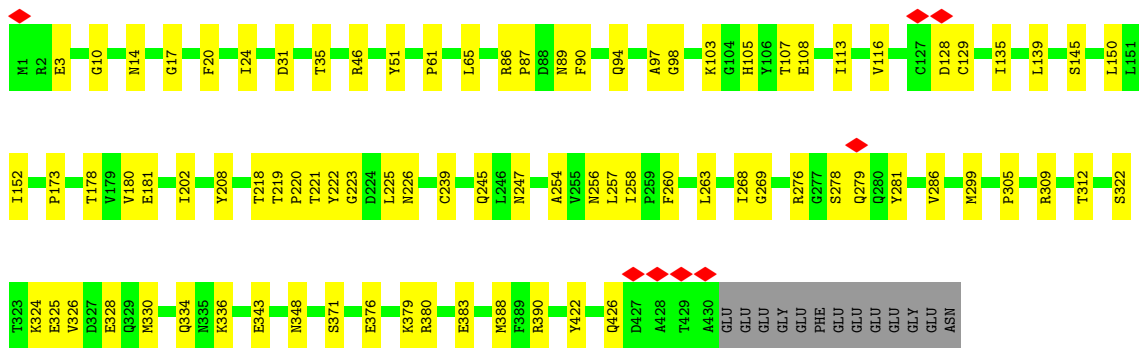 M1 R2 E3 G10 N14 G17 F20 I24 D31 T35 R46 Y51 P61 L65 R86 P87 D88 N89 F90 Q94 A97 G98 K103 G104 H105 Y106 T107 E108 I113 V116 C127 D128 C129 I135 L139 S145 L150 L151
I152 P173 T178 V179 V180 E181 I202 Y208 T218 T219 P220 T221 Y222 G223 D224 L225 N226 C239 Q245 L246 N247 A254 V255 N256 L257 I258 P259 F260 L263 I268 G269 R276 G277 S278 Q279 Q280 Y281 V286 M299 P305 R309 T312 S322
T323 K324 E325 V326 D327 E328 Q329 M330 Q334 N335 K336 E343 N348 S371 E376 K379 R380 E383 M388 F389 R390 Y422 Q426 D427 A428 T429 A430 GLU GLU GLU GLY GLU PHE GLU GLU GLU GLU GLY GLU ASN